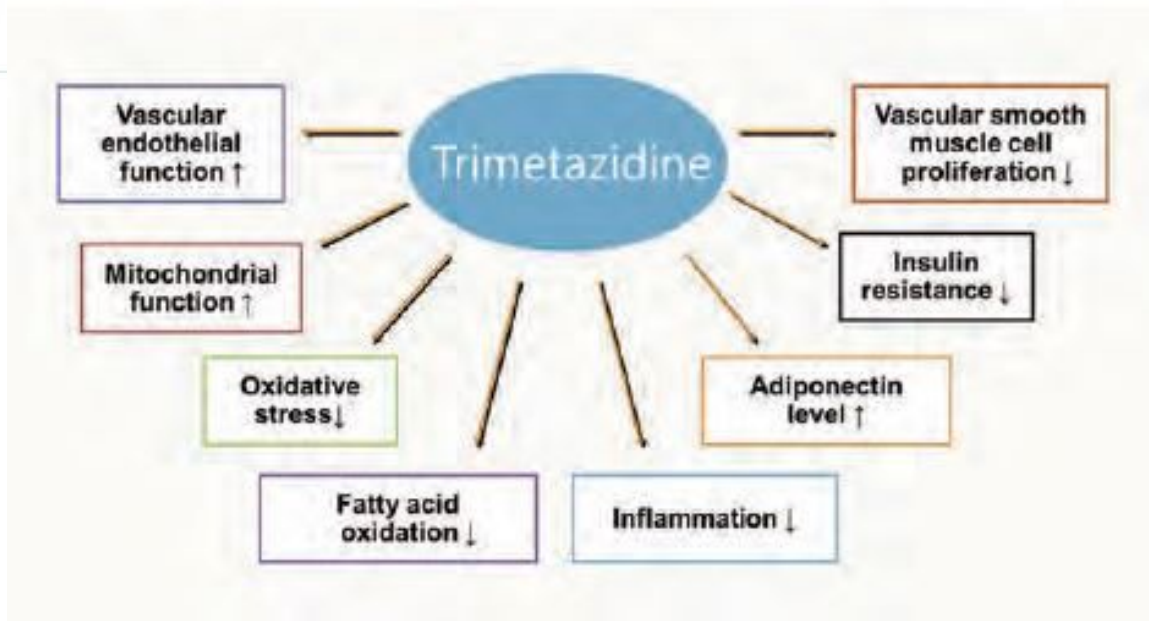 Trimetazidine
Vascular
endothelial
function ↑
Mitochondrial
function ↑
Oxidative
stress↓
Fatty acid
oxidation ↓
Inflammation ↓
Adiponectin
level ↑
Insulin
resistance ↓
Vascular smooth
muscle cell
proliferation ↓